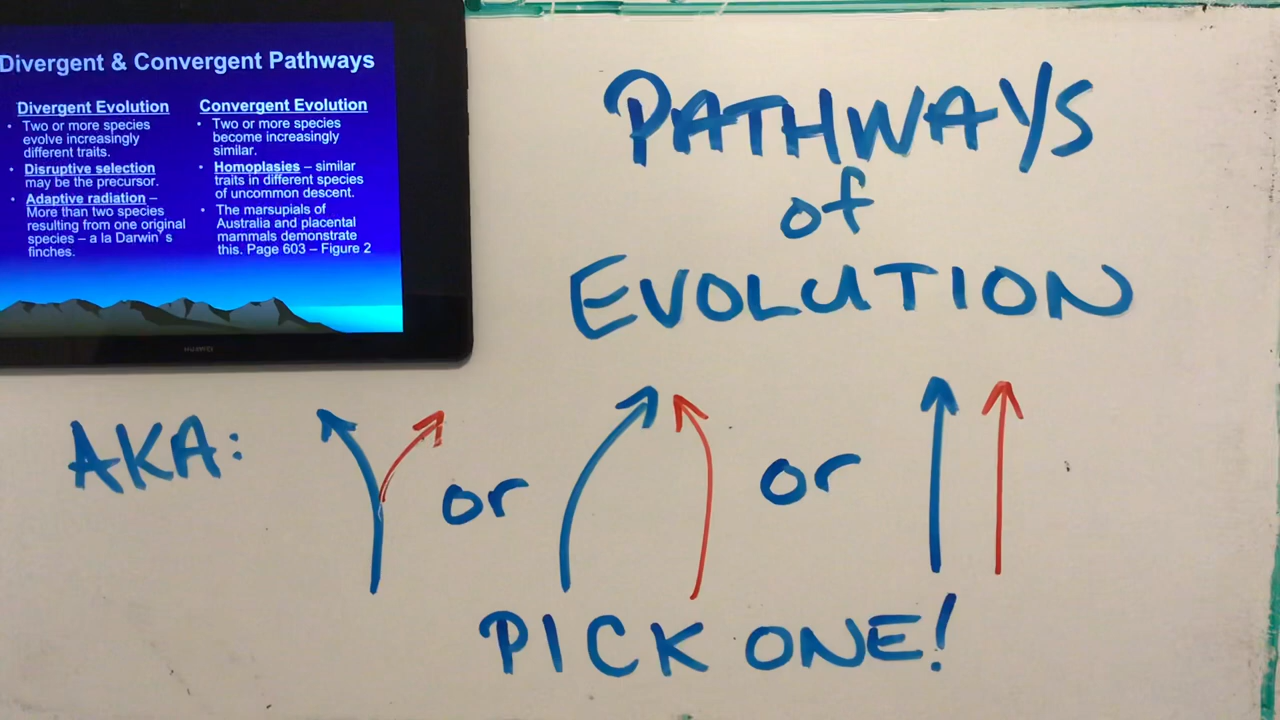 Divergent & Convergent Pathways
Divergent Evolution
• Two or more species
evolve increasingly
different traits.
• Disruptive selection
may be the precursor.
• Adaptive radiation –
More than two species
resulting from one original
species – a la Darwin's
finches.
Convergent Evolution
• Two or more species
become increasingly
similar.
• Homoplasies – similar
traits in different species
of uncommon descent.
• The marsupials of
Australia and placental
mammals demonstrate
this. Page 603 – Figure 2
HUAWEI
PATHWAYS
of
EVOLUTION
AKA: or or
PICK ONE!